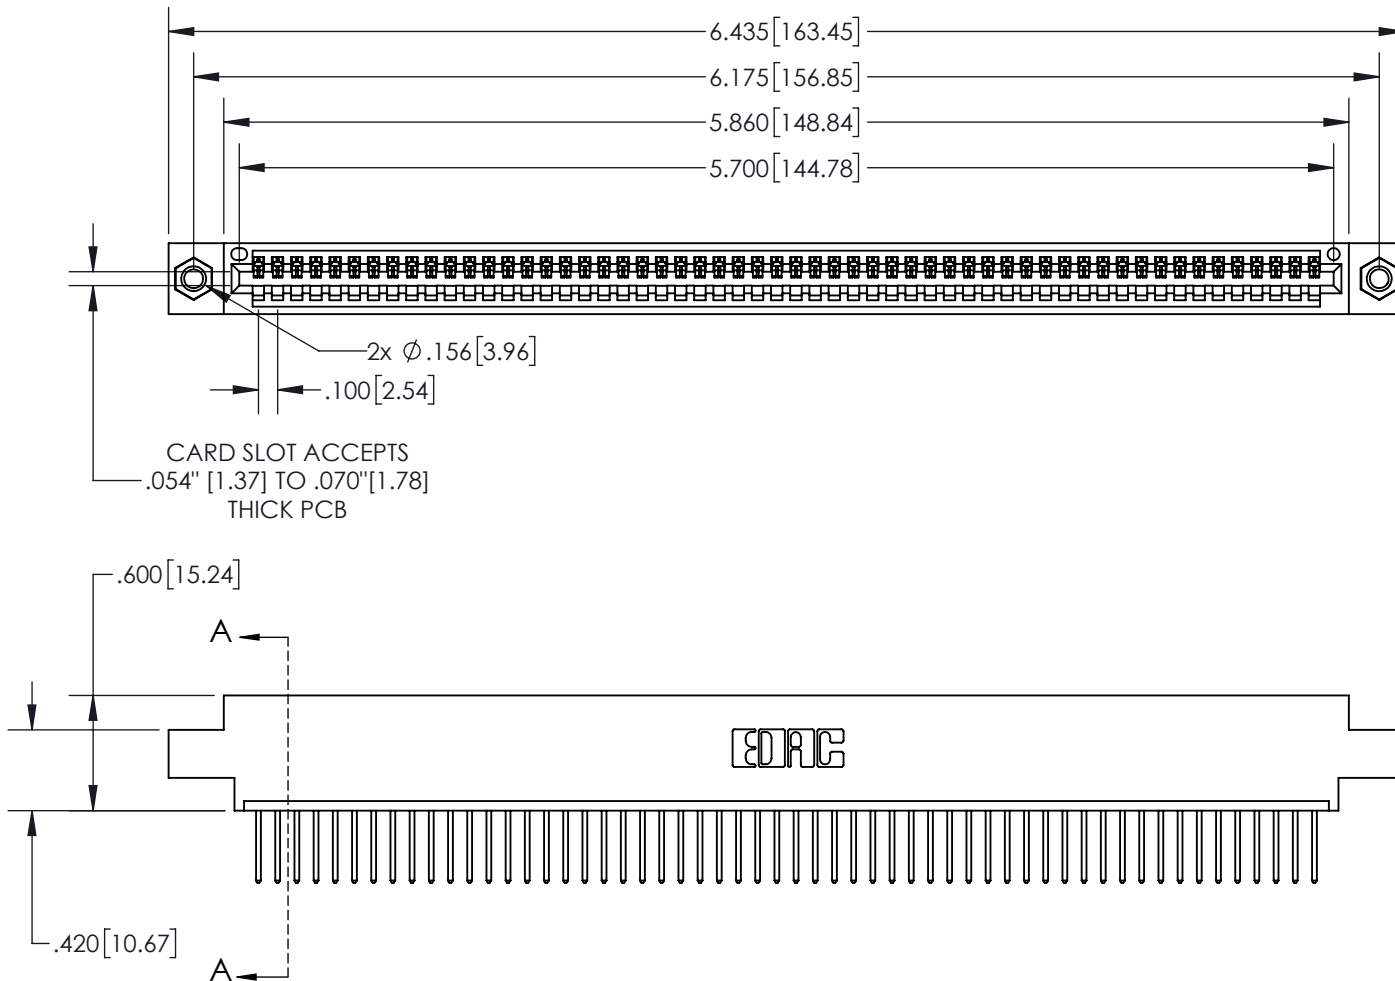 6.435[163.45]
6.175[156.85]
5.860[148.84]
5.700[144.78]
2x ∅.156[3.96]
.100[2.54]
CARD SLOT ACCEPTS
.054" [1.37] TO .070"[1.78]
THICK PCB
.600[15.24]
A
EDAC
.420[10.67]
A